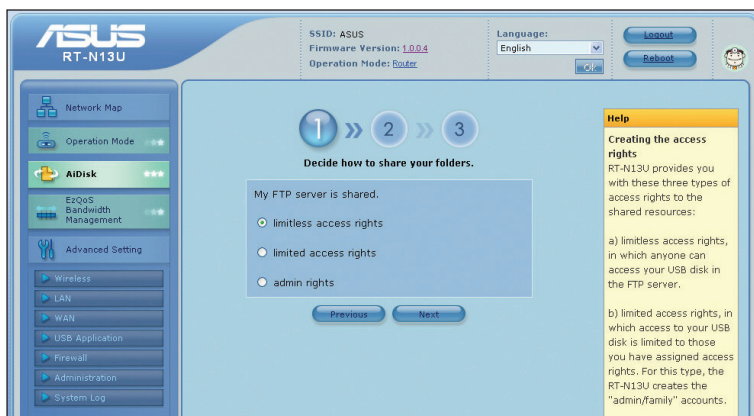 ASUS
RT-N13U
SSID: ASUS
Firmware Version: 1.0.0.4
Operation Mode: Router
Language:
English
Ok
Logout
Reboot
Network Map
Operation Mode
AiDisk
EzQoS
Bandwidth
Management
Advanced Setting
Wireless
LAN
WAN
USB Application
Firewall
Administration
System Log
1
2
3
Decide how to share your folders.
My FTP server is shared.
limitless access rights
limited access rights
admin rights
Previous
Next
Help
Creating the access
rights
RT-N13U provides you
with these three types of
access rights to the
shared resources:
a) limitless access rights,
in which anyone can
access your USB disk in
the FTP server.
b) limited access rights, in
which access to your USB
disk is limited to those
you have assigned access
rights. For this type, the
RT-N13U creates the
"admin/family" accounts.